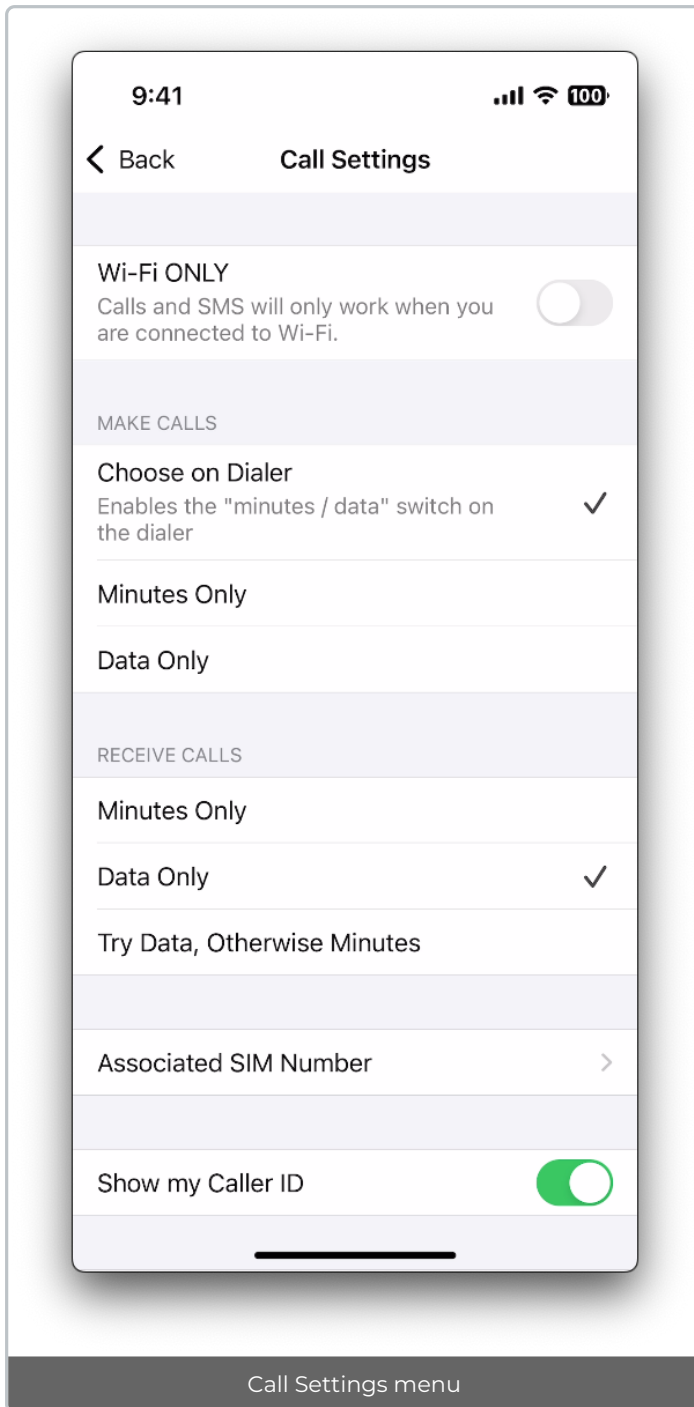 9:41
100
Back
Call Settings
Wi-Fi ONLY
Calls and SMS will only work when you
are connected to Wi-Fi.
MAKE CALLS
Choose on Dialer
Enables the "minutes / data" switch on
the dialer
Minutes Only
Data Only
RECEIVE CALLS
Minutes Only
Data Only
Try Data, Otherwise Minutes
Associated SIM Number
Show my Caller ID
Call Settings menu